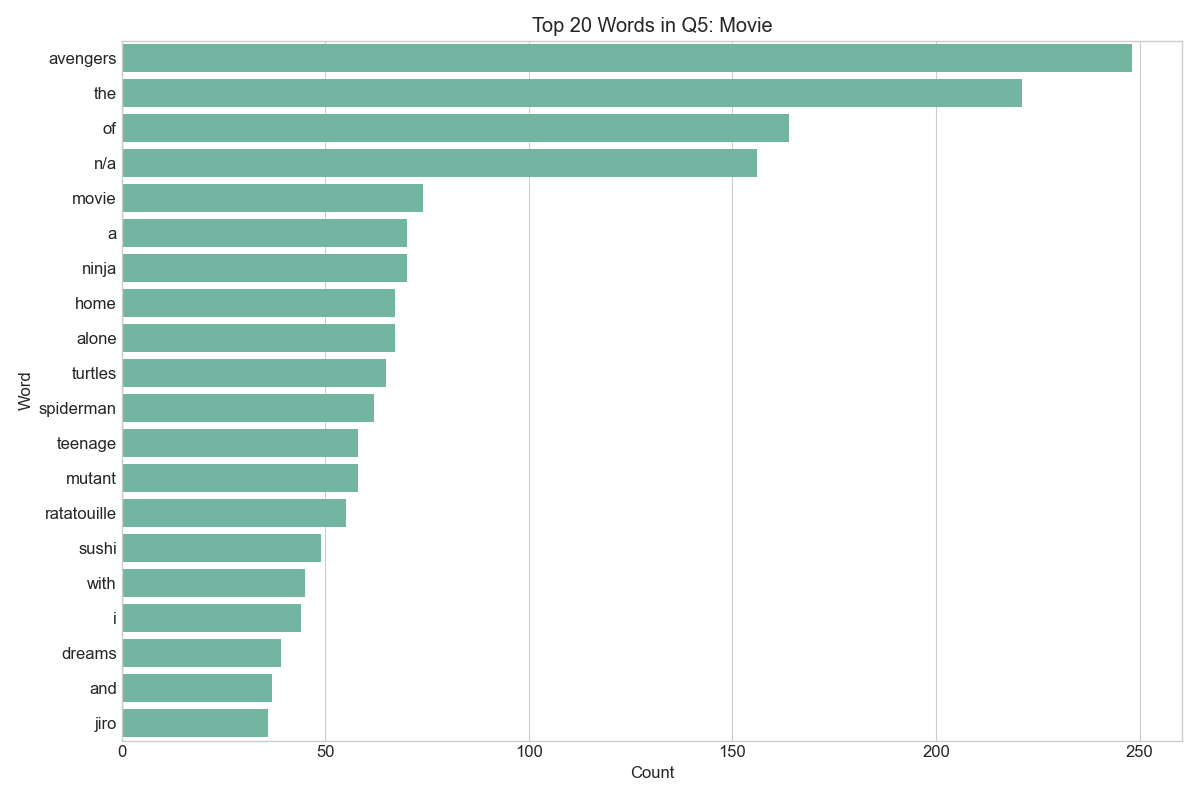 Top 20 Words in Q5: Movie
avengers
the
of
n/a
movie
a
ninja
home
alone
turtles
spiderman
teenage
mutant
ratatouille
sushi
with
i
dreams
and
jiro
Word
0 50 100 150 200 250
Count